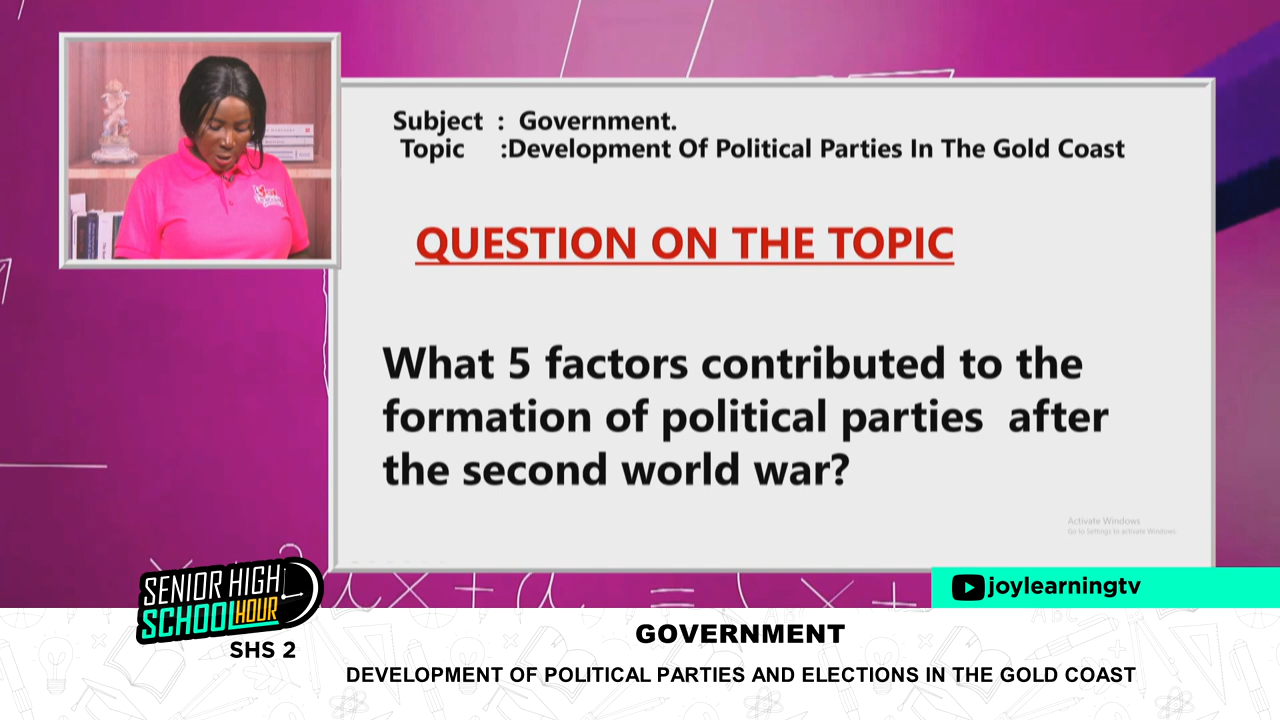 Subject : Government.
Topic :Development Of Political Parties In The Gold Coast
QUESTION ON THE TOPIC
What 5 factors contributed to the
formation of political parties after
the second world war?
Activate Windows
Go to Settings to activate Windows.
SENIOR HIGH
SCHOOL HOUR
SHS 2
joylearningtv
GOVERNMENT
DEVELOPMENT OF POLITICAL PARTIES AND ELECTIONS IN THE GOLD COAST